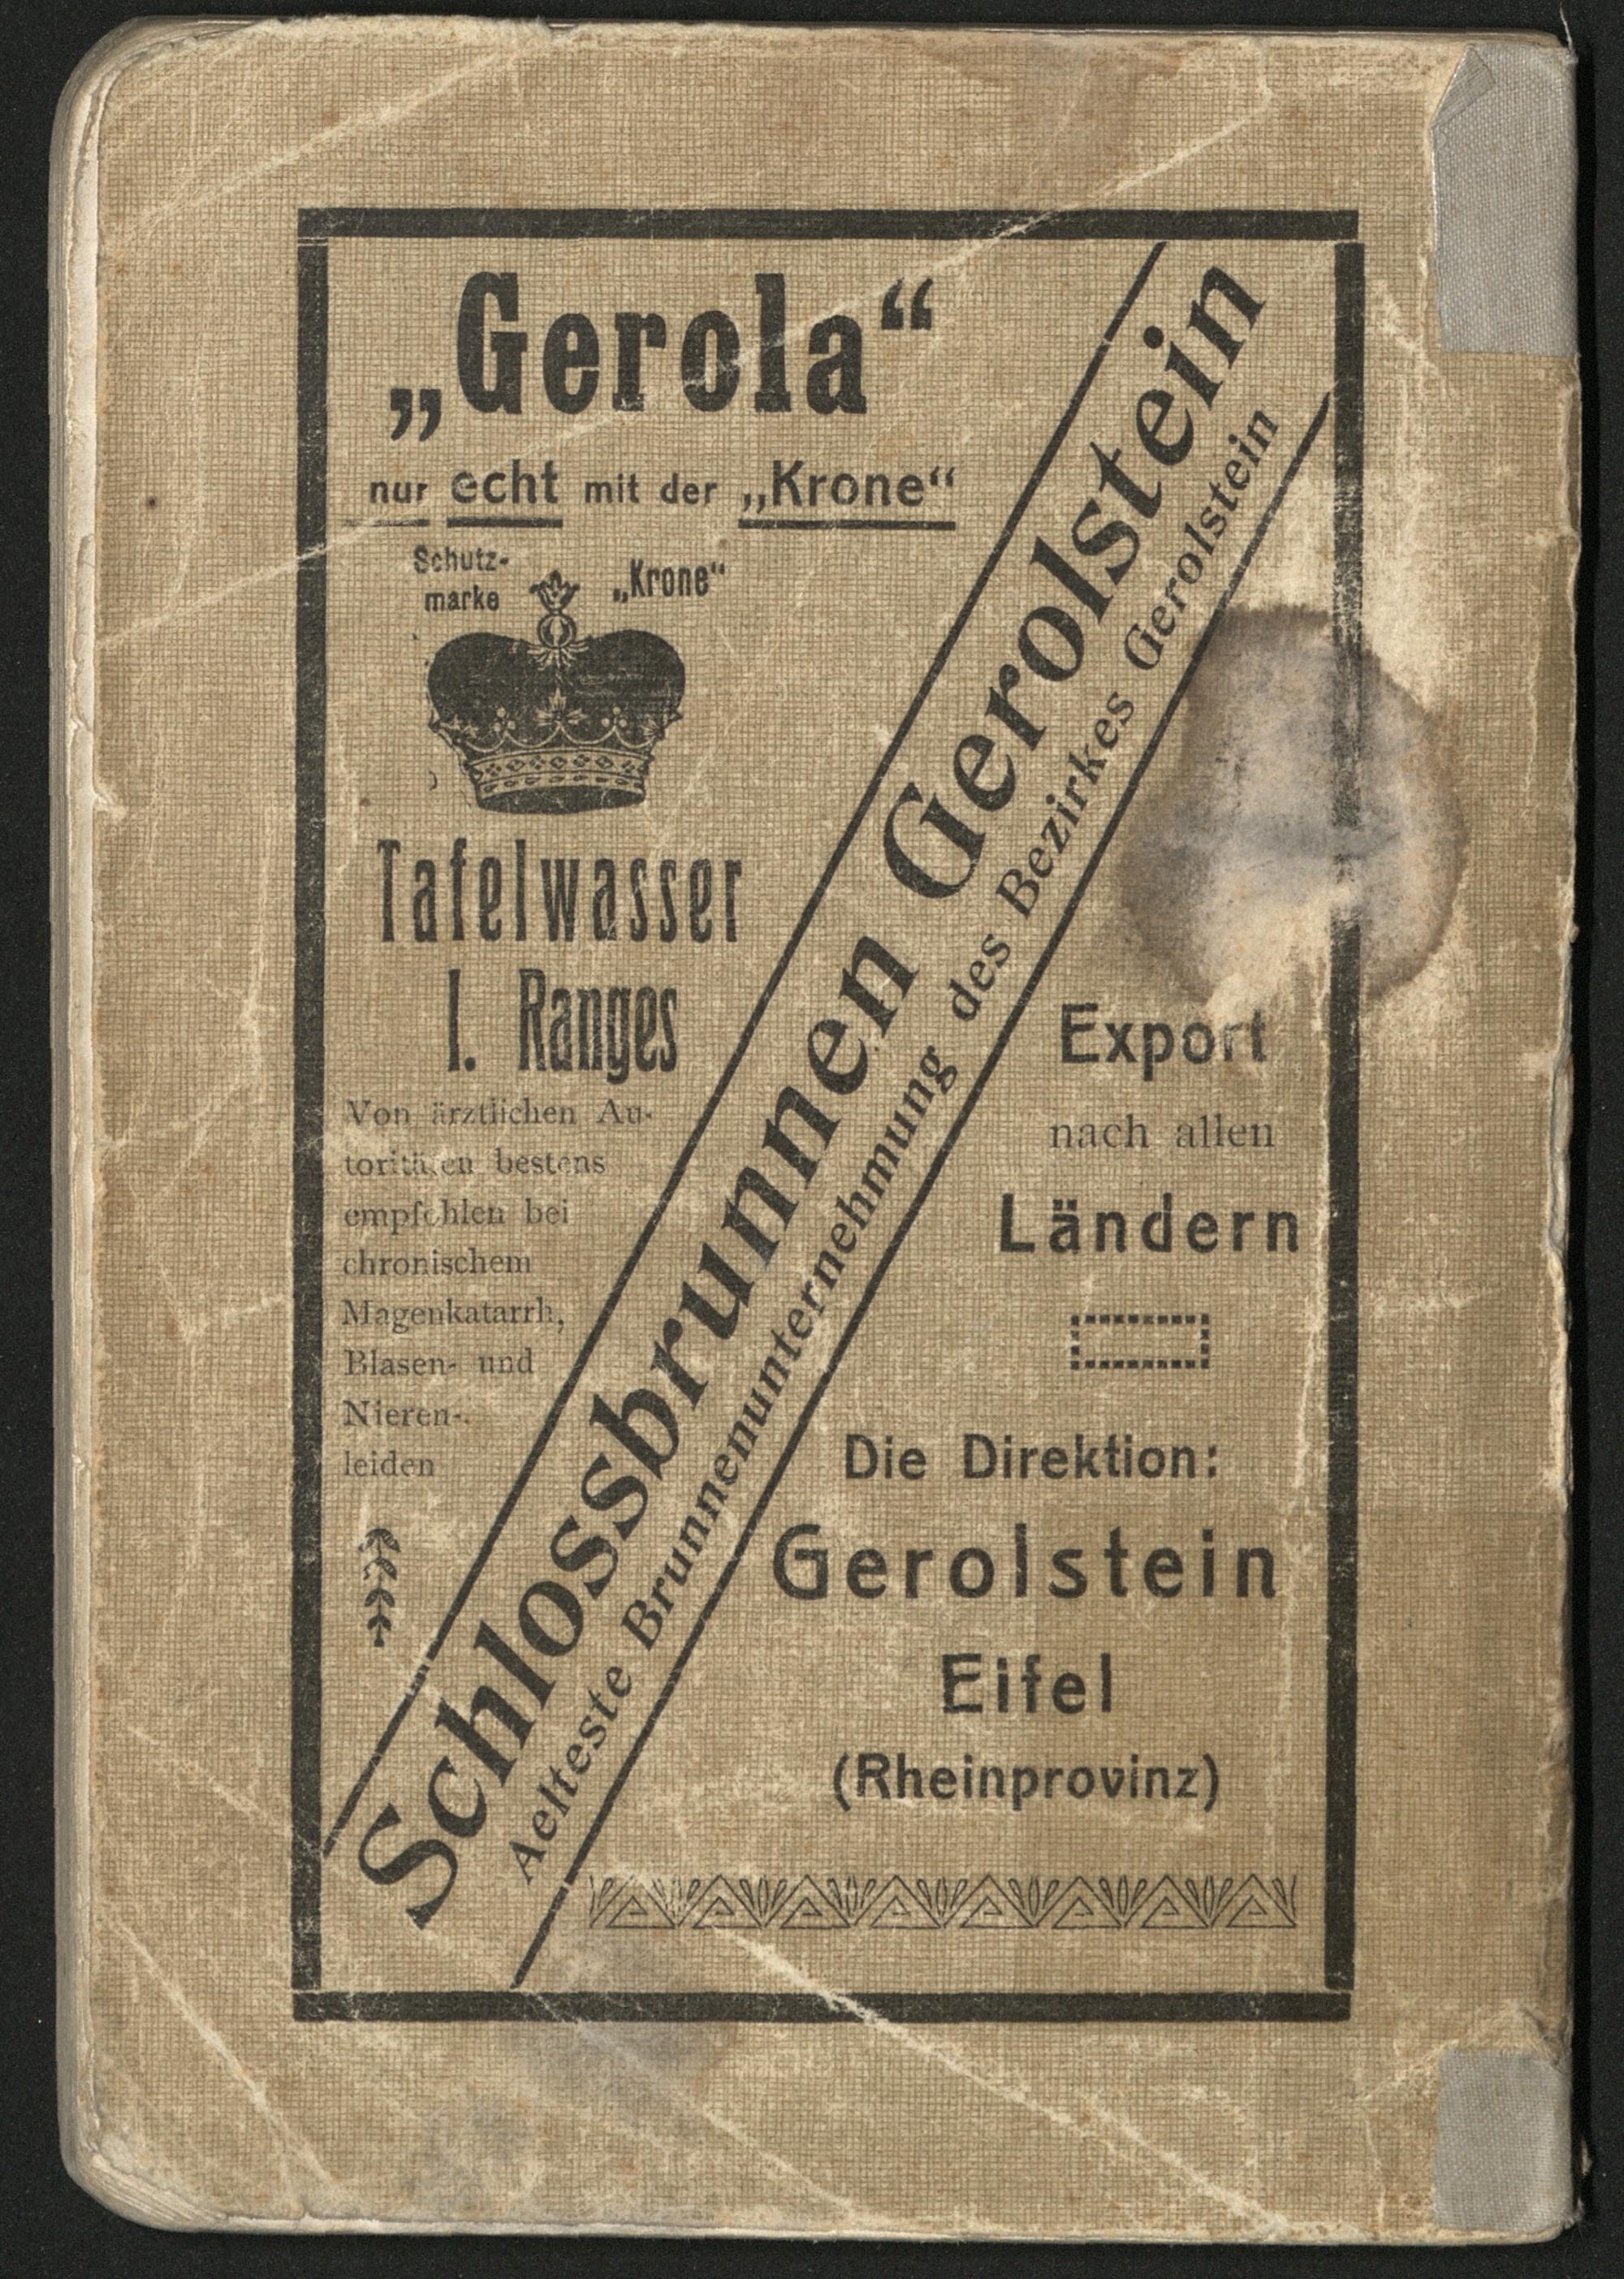 „Gerola“
nur echt mit der „Krone“
Schutz-
marke
„Krone“
Tafelwasser
I. Ranges
Von ärztlichen Au-
toritäten bestens
empfohlen bei
chronischem
Magenkatarrh,
Blasen- und
Nieren-
leiden
Schlossbrunnen Gerolstein
Aelteste Brunnenunternehmung des Bezirkes Gerolstein
Export
nach allen
Ländern
Die Direktion:
Gerolstein
Eifel
(Rheinprovinz)